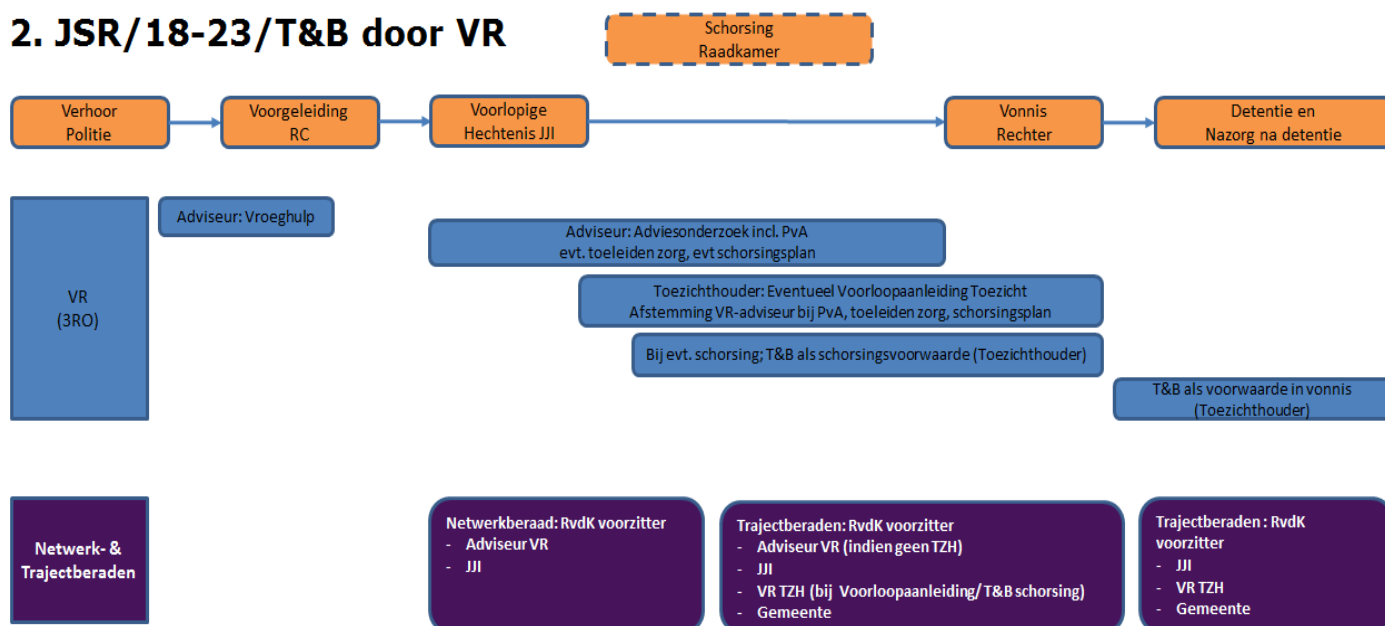 2. JSR/18-23/T&B door VR
Schorsing
Raadkamer
Verhoor
Politie
Voorgeleiding
RC
Voorlopige
Hechtenis JJI
Vonnis
Rechter
Detentie en
Nazorg na detentie
VR
(3RO)
Adviseur: Vroeghulp
Adviseur: Adviesonderzoek incl. PvA
evt. toeleiden zorg, evt schorsingsplan
Toezichthouder: Eventueel Voorloopaanleiding Toezicht
Afstemming VR-adviseur bij PvA, toeleiden zorg, schorsingsplan
Bij evt. schorsing; T&B als schorsingsvoorwaarde (Toezichthouder)
T&B als voorwaarde in vonnis
(Toezichthouder)
Netwerk- &
Trajectberaden
Netwerkberaad: RvdK voorzitter
- Adviseur VR
- JJI
Trajectberaden: RvdK voorzitter
- Adviseur VR (indien geen TZH)
- JJI
- VR TZH (bij Voorloopaanleiding/ T&B schorsing)
- Gemeente
Trajectberaden : RvdK
voorzitter
- JJI
- VR TZH
- Gemeente